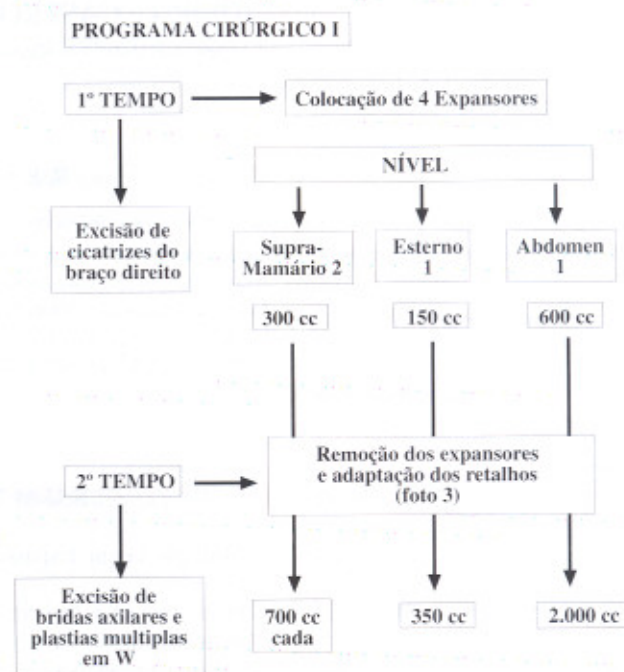 PROGRAMA CIRÚRGICO I
1º TEMPO
Colocação de 4 Expansores
NÍVEL
Excisão de
cicatrizes do
braço direito
Supra-
Mamário 2
Esterno
1
Abdomen
1
300 cc
150 cc
600 cc
Remoção dos expansores
e adaptação dos retalhos
(foto 3)
2º TEMPO
Excisão de
bridas axilares e
plastias multiplas
em W
700 cc
cada
350 cc
2.000 cc